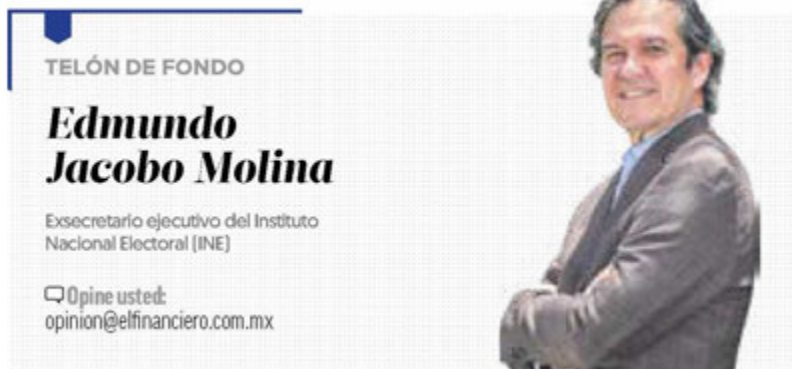 TELÓN DE FONDO
Edmundo
Jacobo Molina
Exsecretario ejecutivo del Instituto
Nacional Electoral (INE)
Opine usted:
opinion@elfinanciero.com.mx